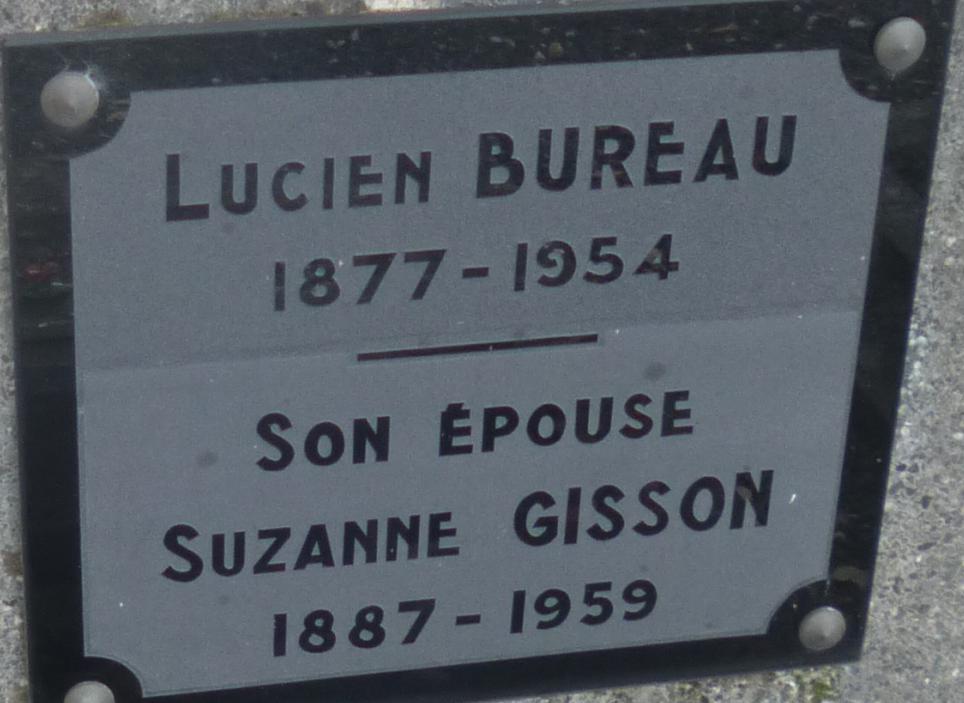 LUCIEN BUREAU
1877-1954
SON ÉPOUSE
SUZANNE GISSON
1887-1959